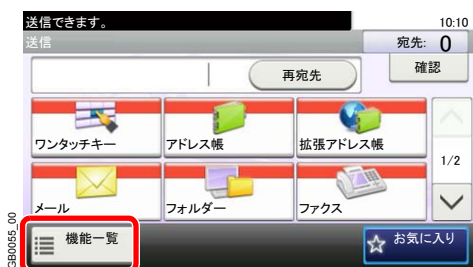 送信できます。 10:10
送信 宛先: 0
再宛先 確認
ワンタッチキー アドレス帳 拡張アドレス帳
1/2
メール フォルダー ファクス
機能一覧 お気に入り
GB0055_00